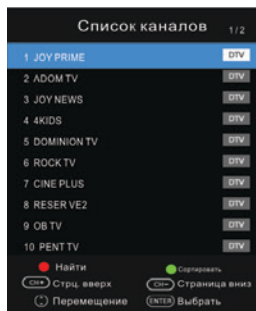 Список каналов 1/2
1 JOY PRIME DTV
2 ADOM TV DTV
3 JOY NEWS DTV
4 4KIDS DTV
5 DOMINION TV DTV
6 ROCK TV DTV
7 CINE PLUS DTV
8 RESER VE2 DTV
9 OB TV DTV
10 PENT TV DTV
Найти Сортировать
CH+ Стрц. вверх CH- Страница вниз
Перемещение ENTER Выбрать